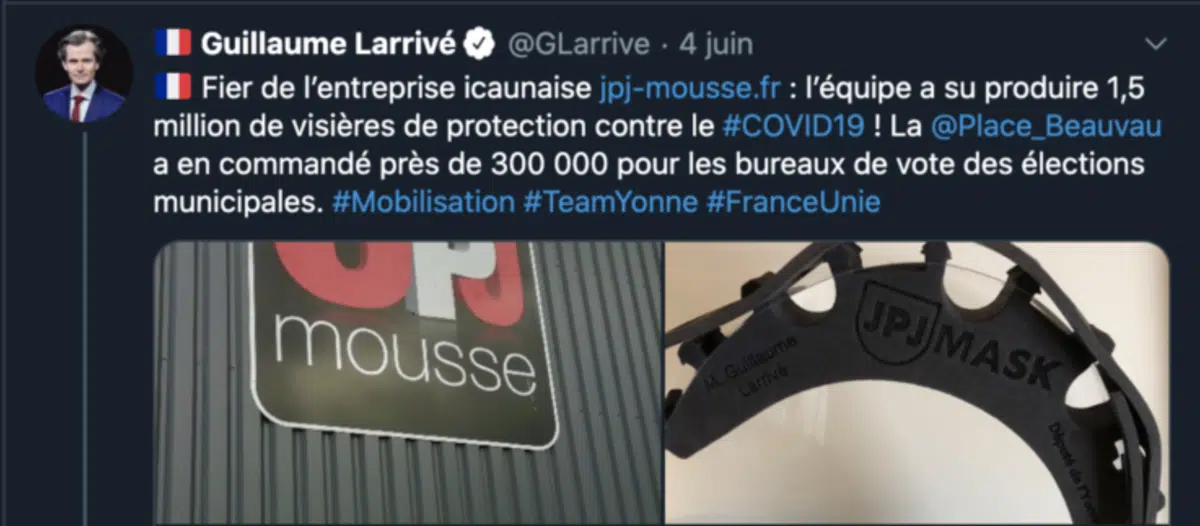 🇫🇷 Guillaume Larrivé @GLarrive · 4 juin
🇫🇷 Fier de l’entreprise icaunaise jpj-mousse.fr : l’équipe a su produire 1,5
million de visières de protection contre le #COVID19 ! La @Place_Beauvau
a en commandé près de 300 000 pour les bureaux de vote des élections
municipales. #Mobilisation #TeamYonne #FranceUnie
jpj
mousse
JPJ MASK
M. Guillaume
Larrivé
Député de l'Yonne